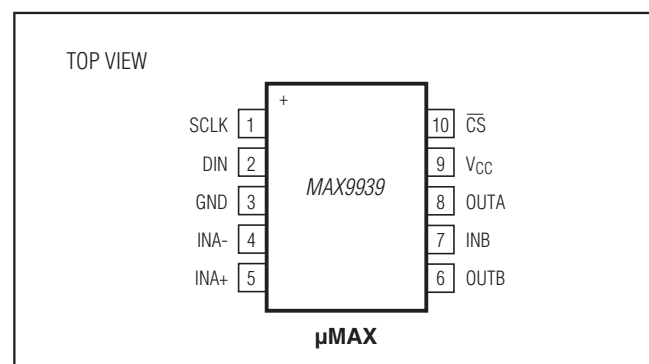 TOP VIEW
+
SCLK 1
DIN 2
GND 3
INA- 4
INA+ 5
MAX9939
10 C̅S̅
9 VCC
8 OUTA
7 INB
6 OUTB
µMAX